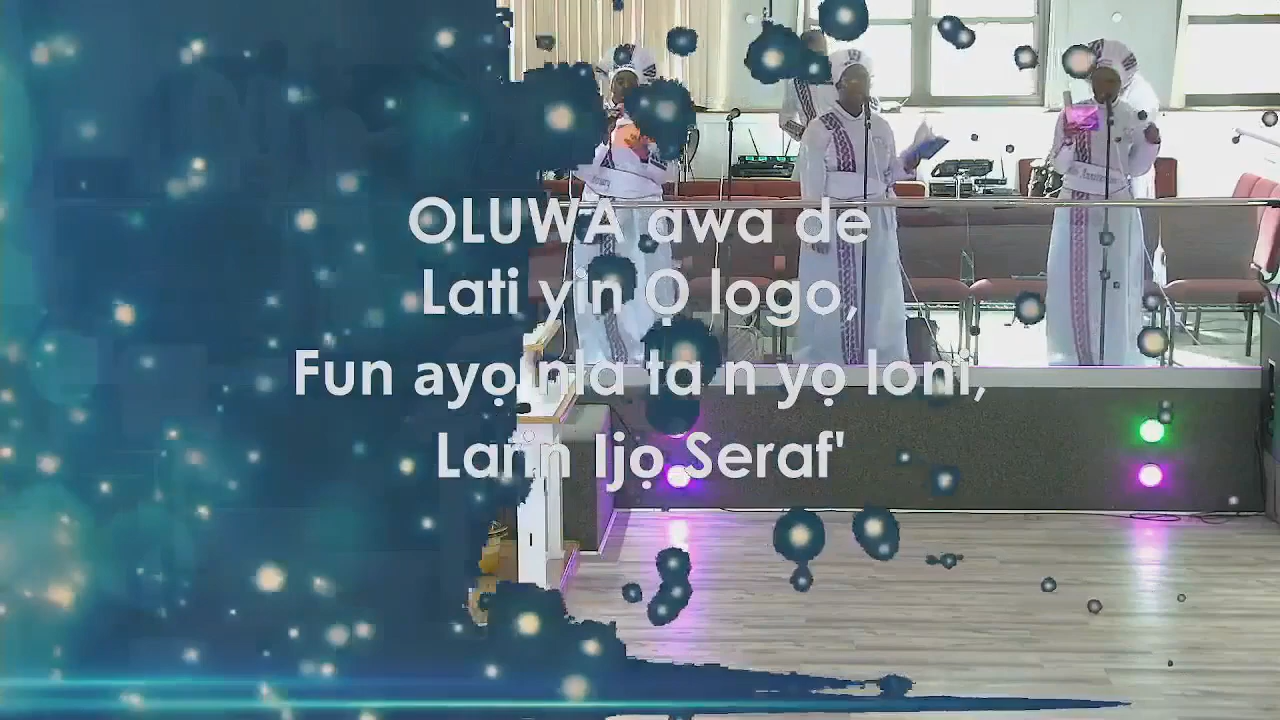 OLUWA awa de
Lati yin Ọ logo,
Fun ayọ nla ta n yọ loni,
Larin Ijọ Seraf'